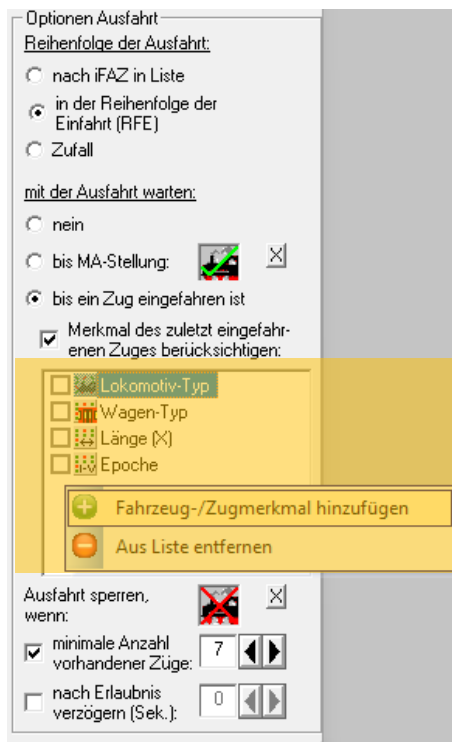 Optionen Ausfahrt
Reihenfolge der Ausfahrt:
nach iFAZ in Liste
in der Reihenfolge der
Einfahrt (RFE)
Zufall
mit der Ausfahrt warten:
nein
bis MA-Stellung:
X
bis ein Zug eingefahren ist
Merkmal des zuletzt eingefahr-
enen Zuges berücksichtigen:
Lokomotiv-Typ
Wagen-Typ
Länge (X)
I-V Epoche
Fahrzeug-/Zugmerkmal hinzufügen
Aus Liste entfernen
Ausfahrt sperren,
wenn:
X
minimale Anzahl
vorhandener Züge:
7
nach Erlaubnis
verzögern (Sek.):
0